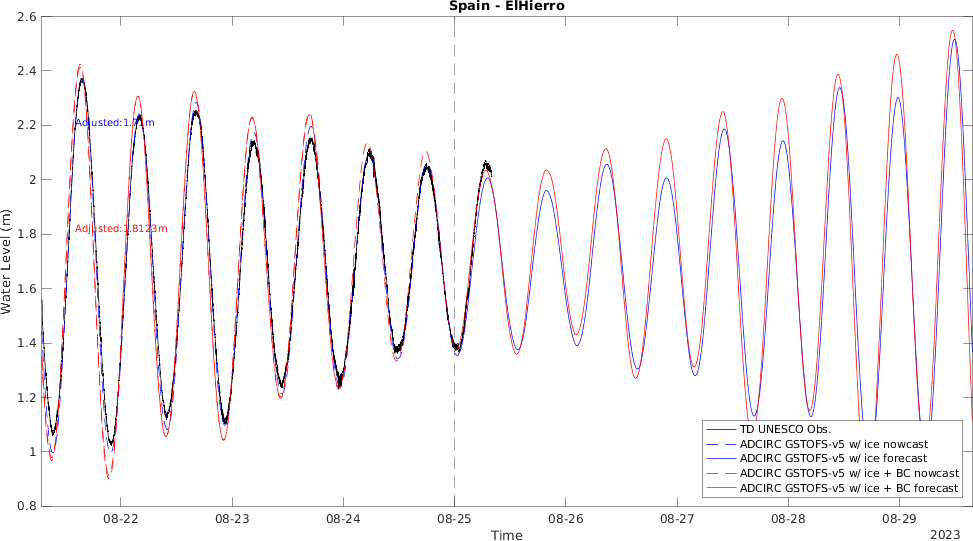 Spain - ElHierro
2.6
2.4
2.2
2
1.8
1.6
1.4
1.2
1
0.8
Water Level (m)
Adjusted:1.8123m
TD UNESCO Obs.
ADCIRC GSTOFS-v5 w/ ice nowcast
ADCIRC GSTOFS-v5 w/ ice forecast
ADCIRC GSTOFS-v5 w/ ice + BC nowcast
ADCIRC GSTOFS-v5 w/ ice + BC forecast
08-22
08-23
08-24
08-25
08-26
08-27
08-28
08-29
Time
2023